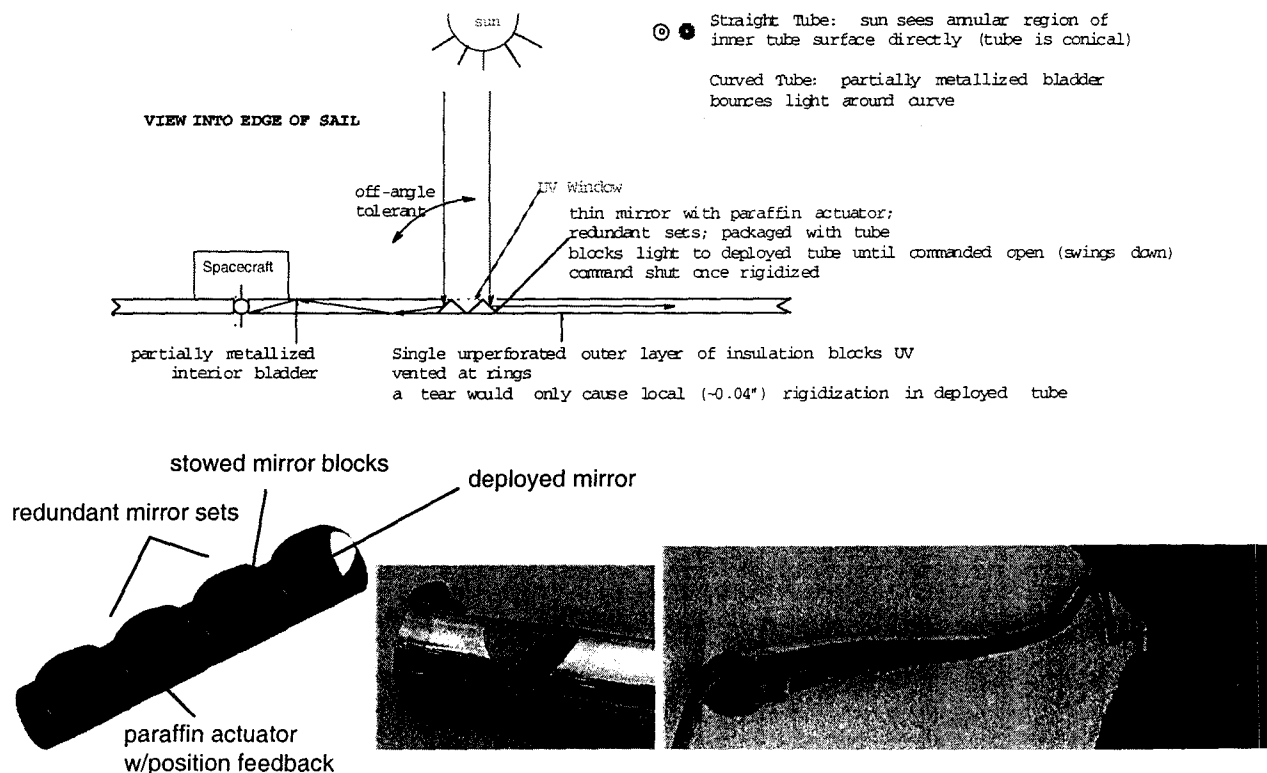 sun
Straight Tube: sun sees annular region of
inner tube surface directly (tube is conical)
Curved Tube: partially metallized bladder
bounces light around curve
VIEW INTO EDGE OF SAIL
off-angle
tolerant
UV Window
thin mirror with paraffin actuator;
redundant sets; packaged with tube
blocks light to deployed tube until commanded open (swings down)
command shut once rigidized
Spacecraft
partially metallized
interior bladder
Single unperforated outer layer of insulation blocks UV
vented at rings
a tear would only cause local (~0.04") rigidization in deployed tube
stowed mirror blocks
deployed mirror
redundant mirror sets
paraffin actuator
w/position feedback